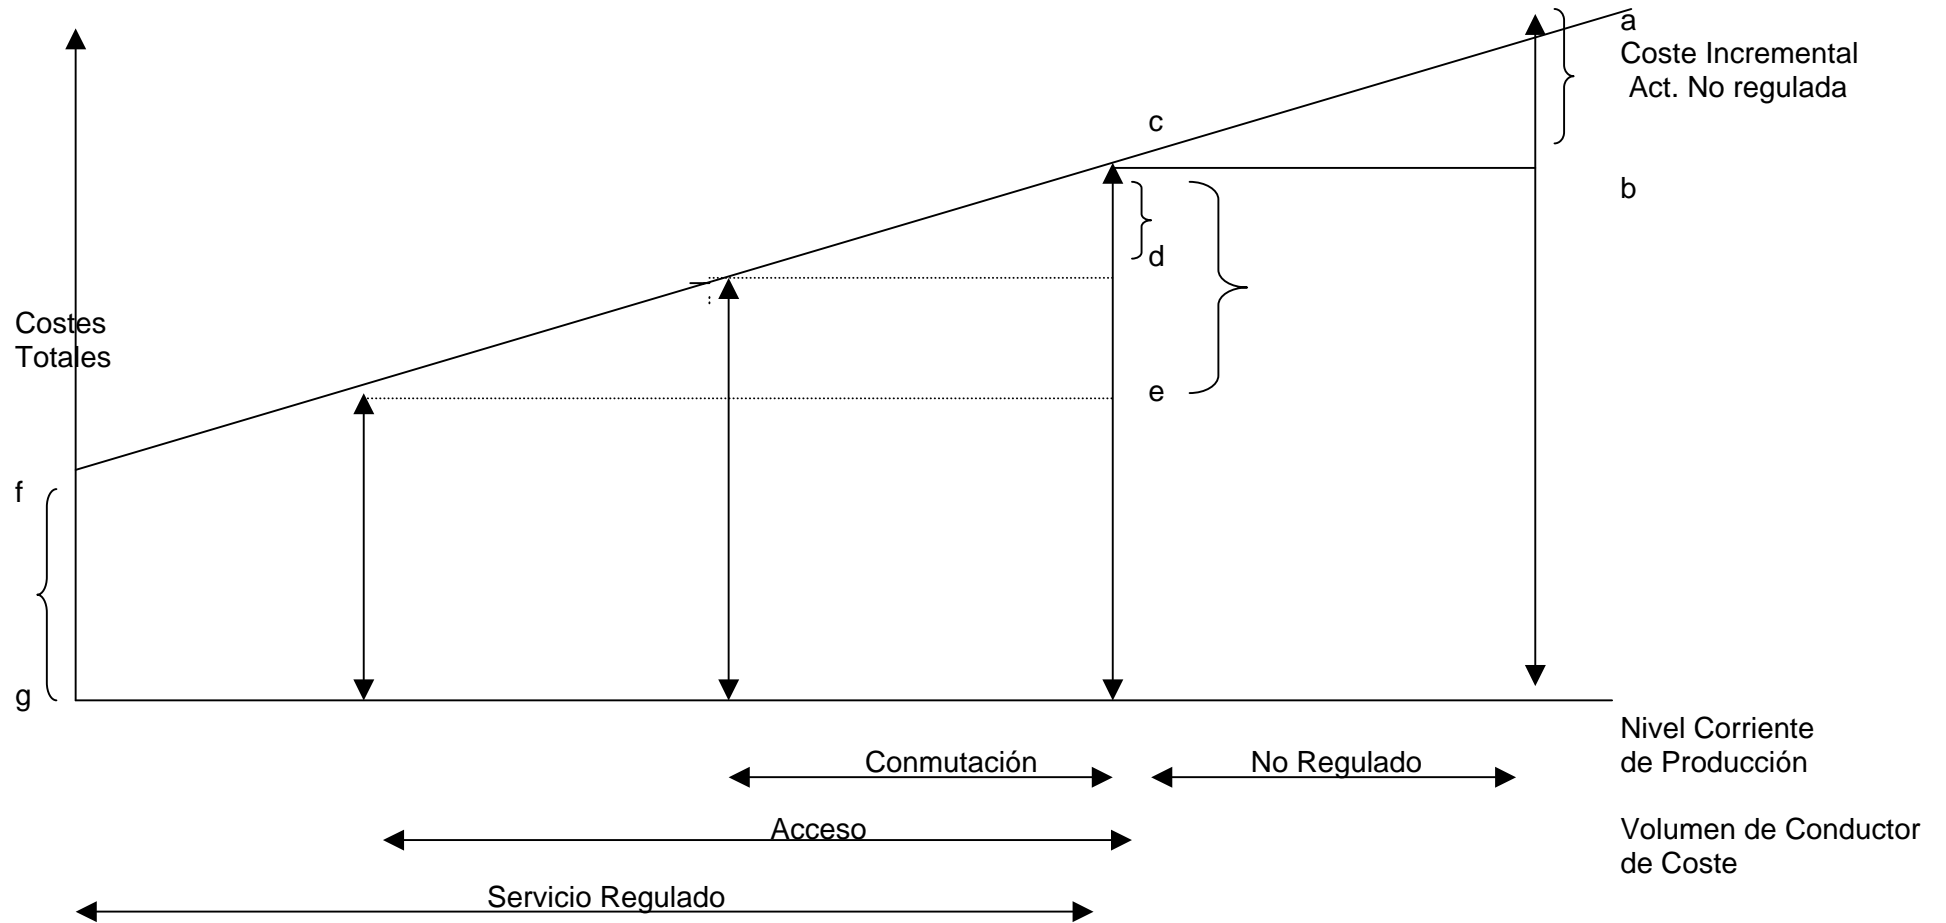 a
Coste Incremental
Act. No regulada
c
b
d
Costes
Totales
e
f
g
Nivel Corriente
de Producción
Conmutación
No Regulado
Acceso
Volumen de Conductor
de Coste
Servicio Regulado